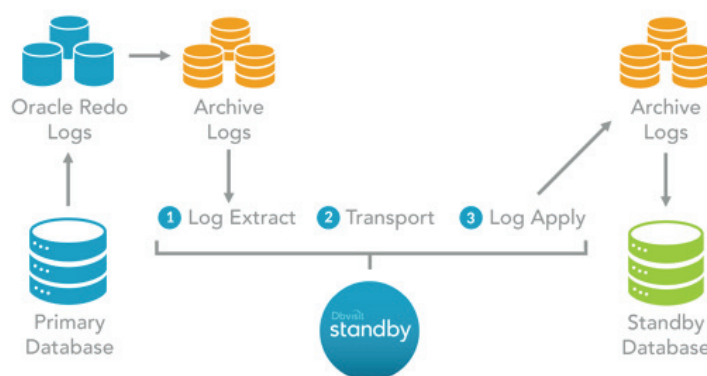 Oracle Redo
Logs
Archive
Logs
Archive
Logs
1 Log Extract
2 Transport
3 Log Apply
Primary
Database
Dbvisit
standby
Standby
Database